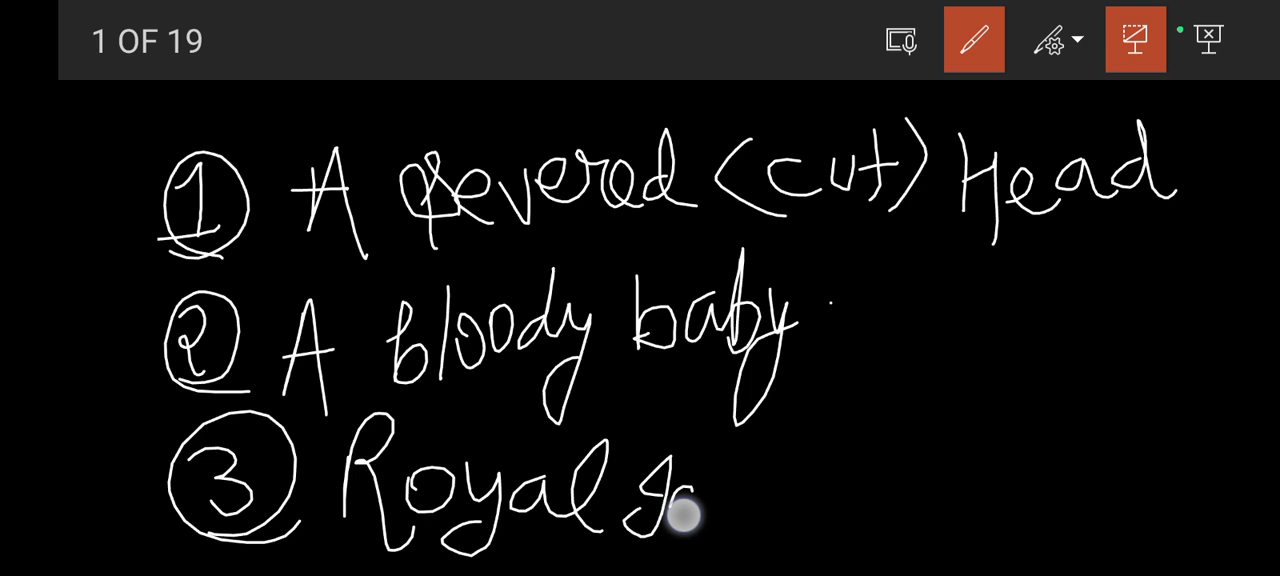 1 OF 19
① A severed (cut) Head
② A bloody baby
③ Royal